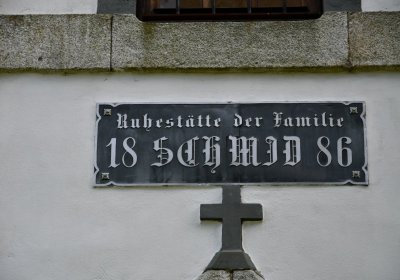 Ruhestätte der Familie
18 SCHMID 86